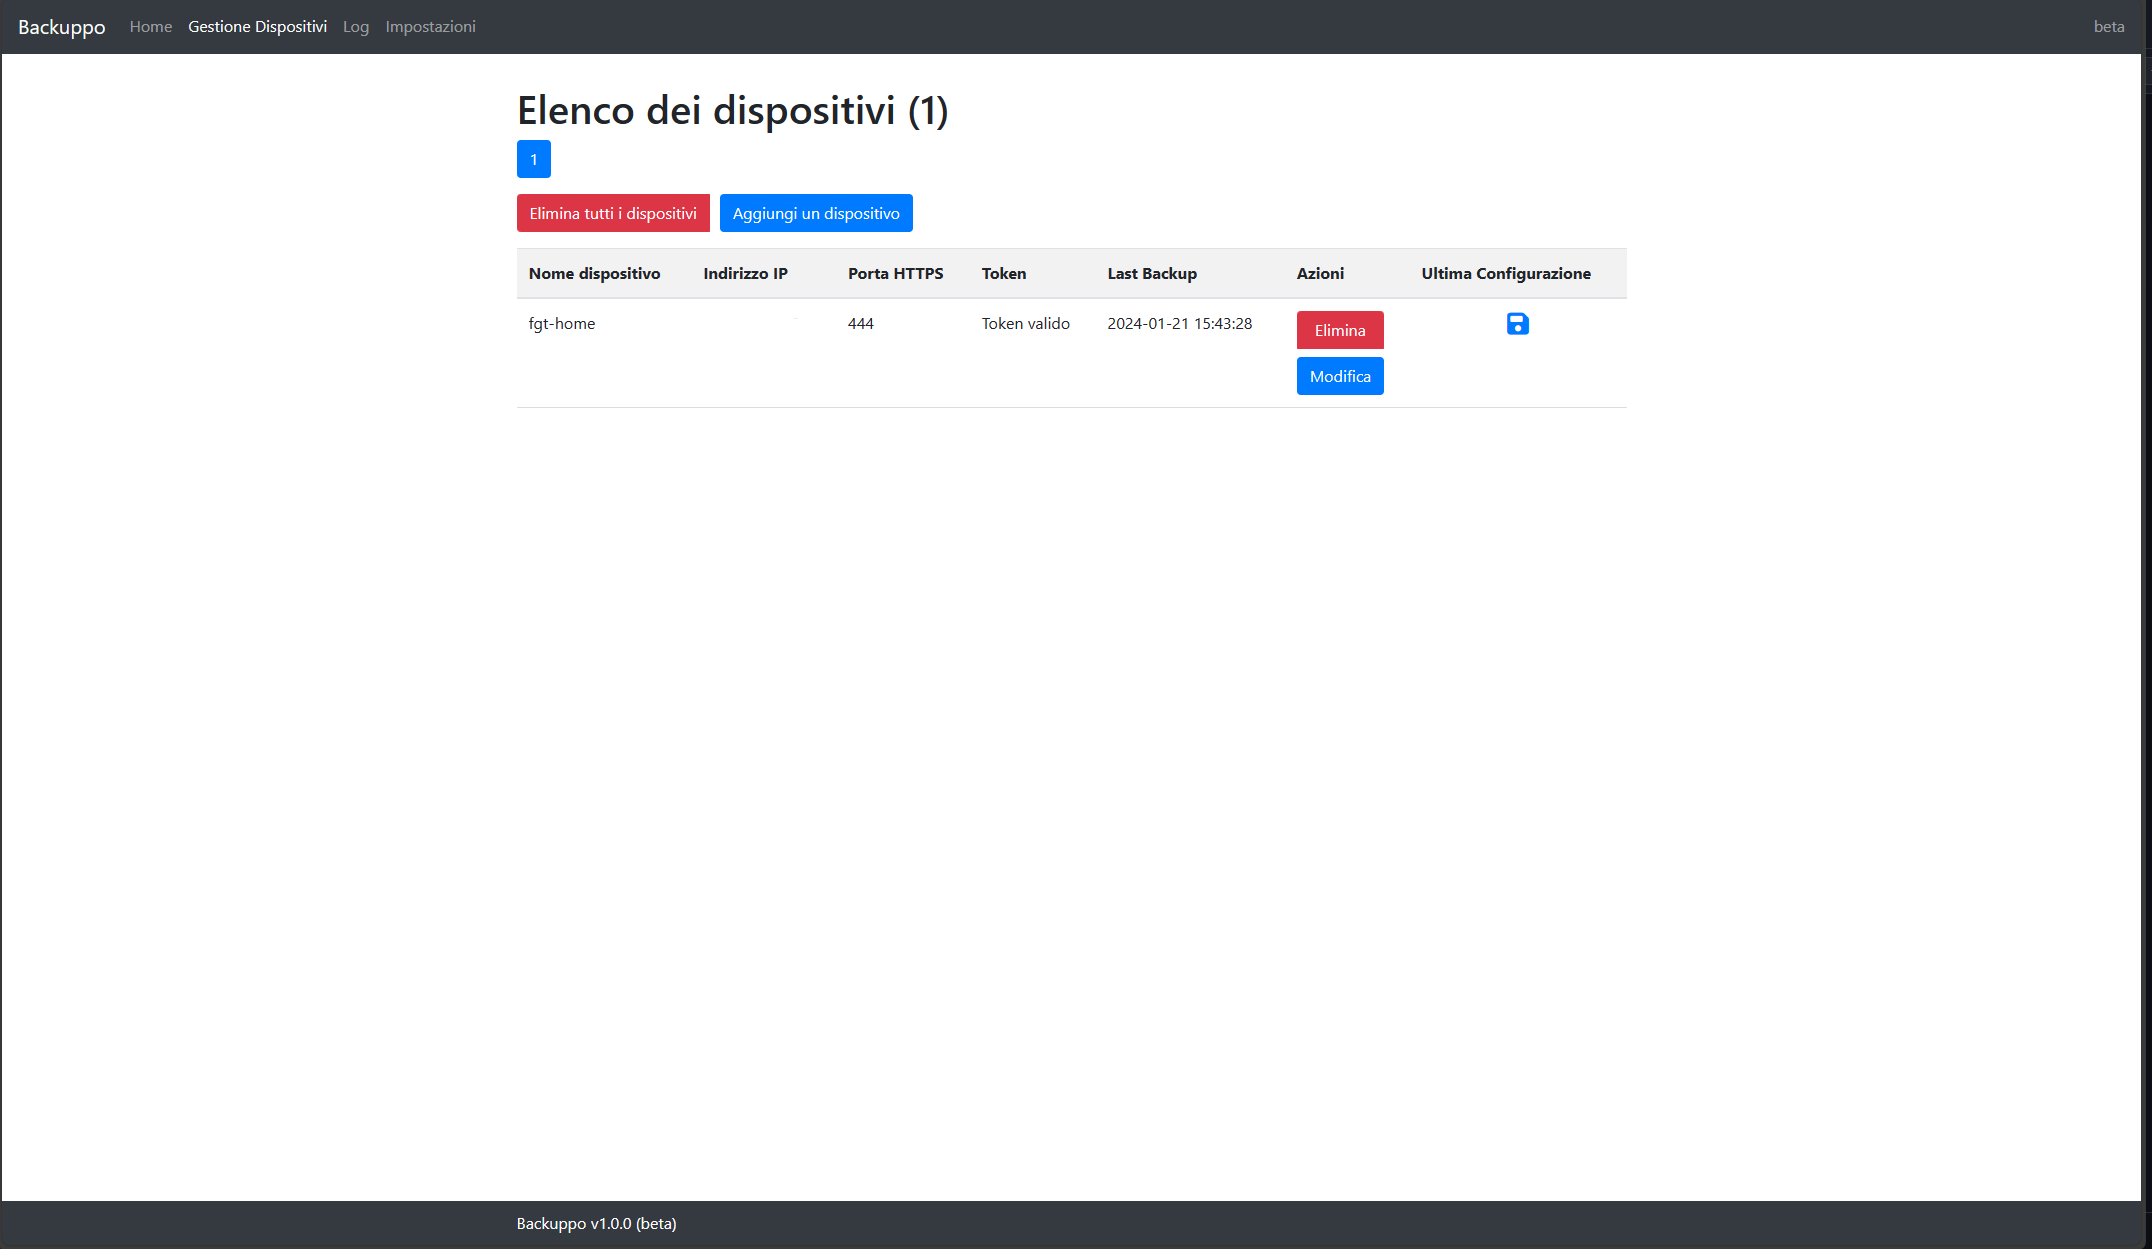 Backuppo Home Gestione Dispositivi Log Impostazioni beta
Elenco dei dispositivi (1)
1
Elimina tutti i dispositivi Aggiungi un dispositivo
Nome dispositivo Indirizzo IP Porta HTTPS Token Last Backup Azioni Ultima Configurazione
fgt-home 444 Token valido 2024-01-21 15:43:28 Elimina
Modifica
Backuppo v1.0.0 (beta)